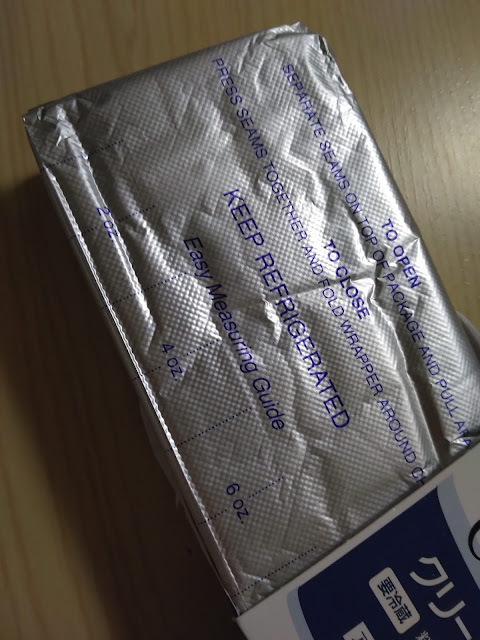 TO OPEN
SEPARATE SEAMS ON TOP OF PACKAGE AND PULL
TO CLOSE
PRESS SEAMS TOGETHER AND FOLD WRAPPER AROUND
KEEP REFRIGERATED
Easy Measuring Guide
2 oz.
4 oz.
6 oz.
クリー
要冷蔵